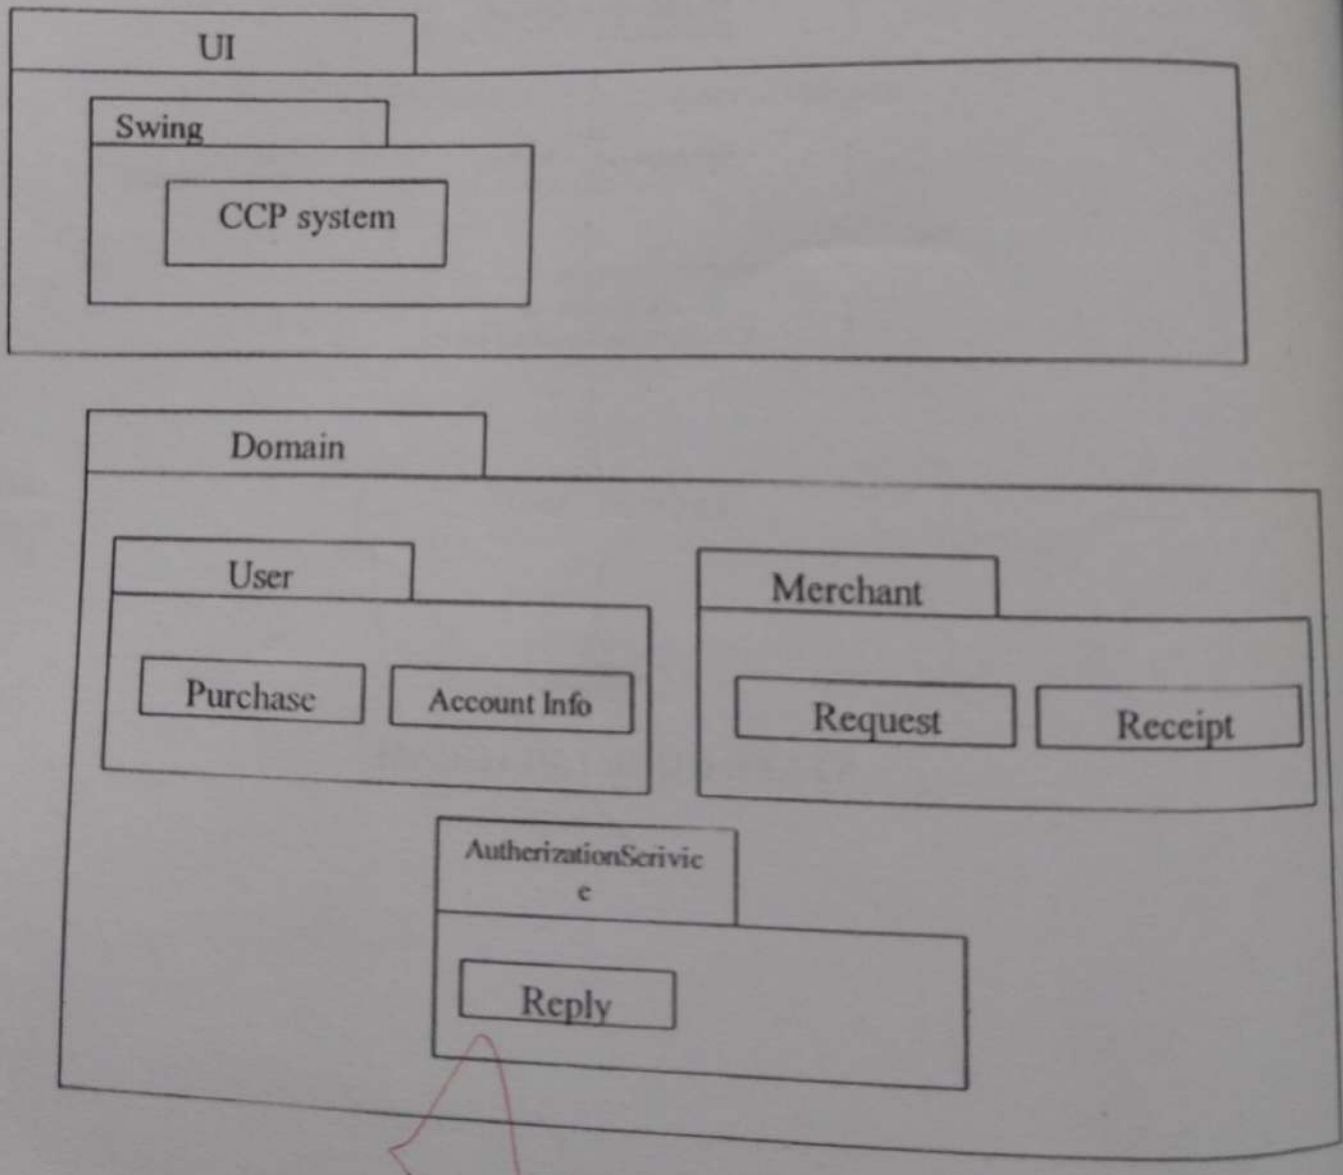 UI
Swing
CCP system
Domain
User
Merchant
Purchase
Account Info
Request
Receipt
AutherizationScrivic
e
Reply